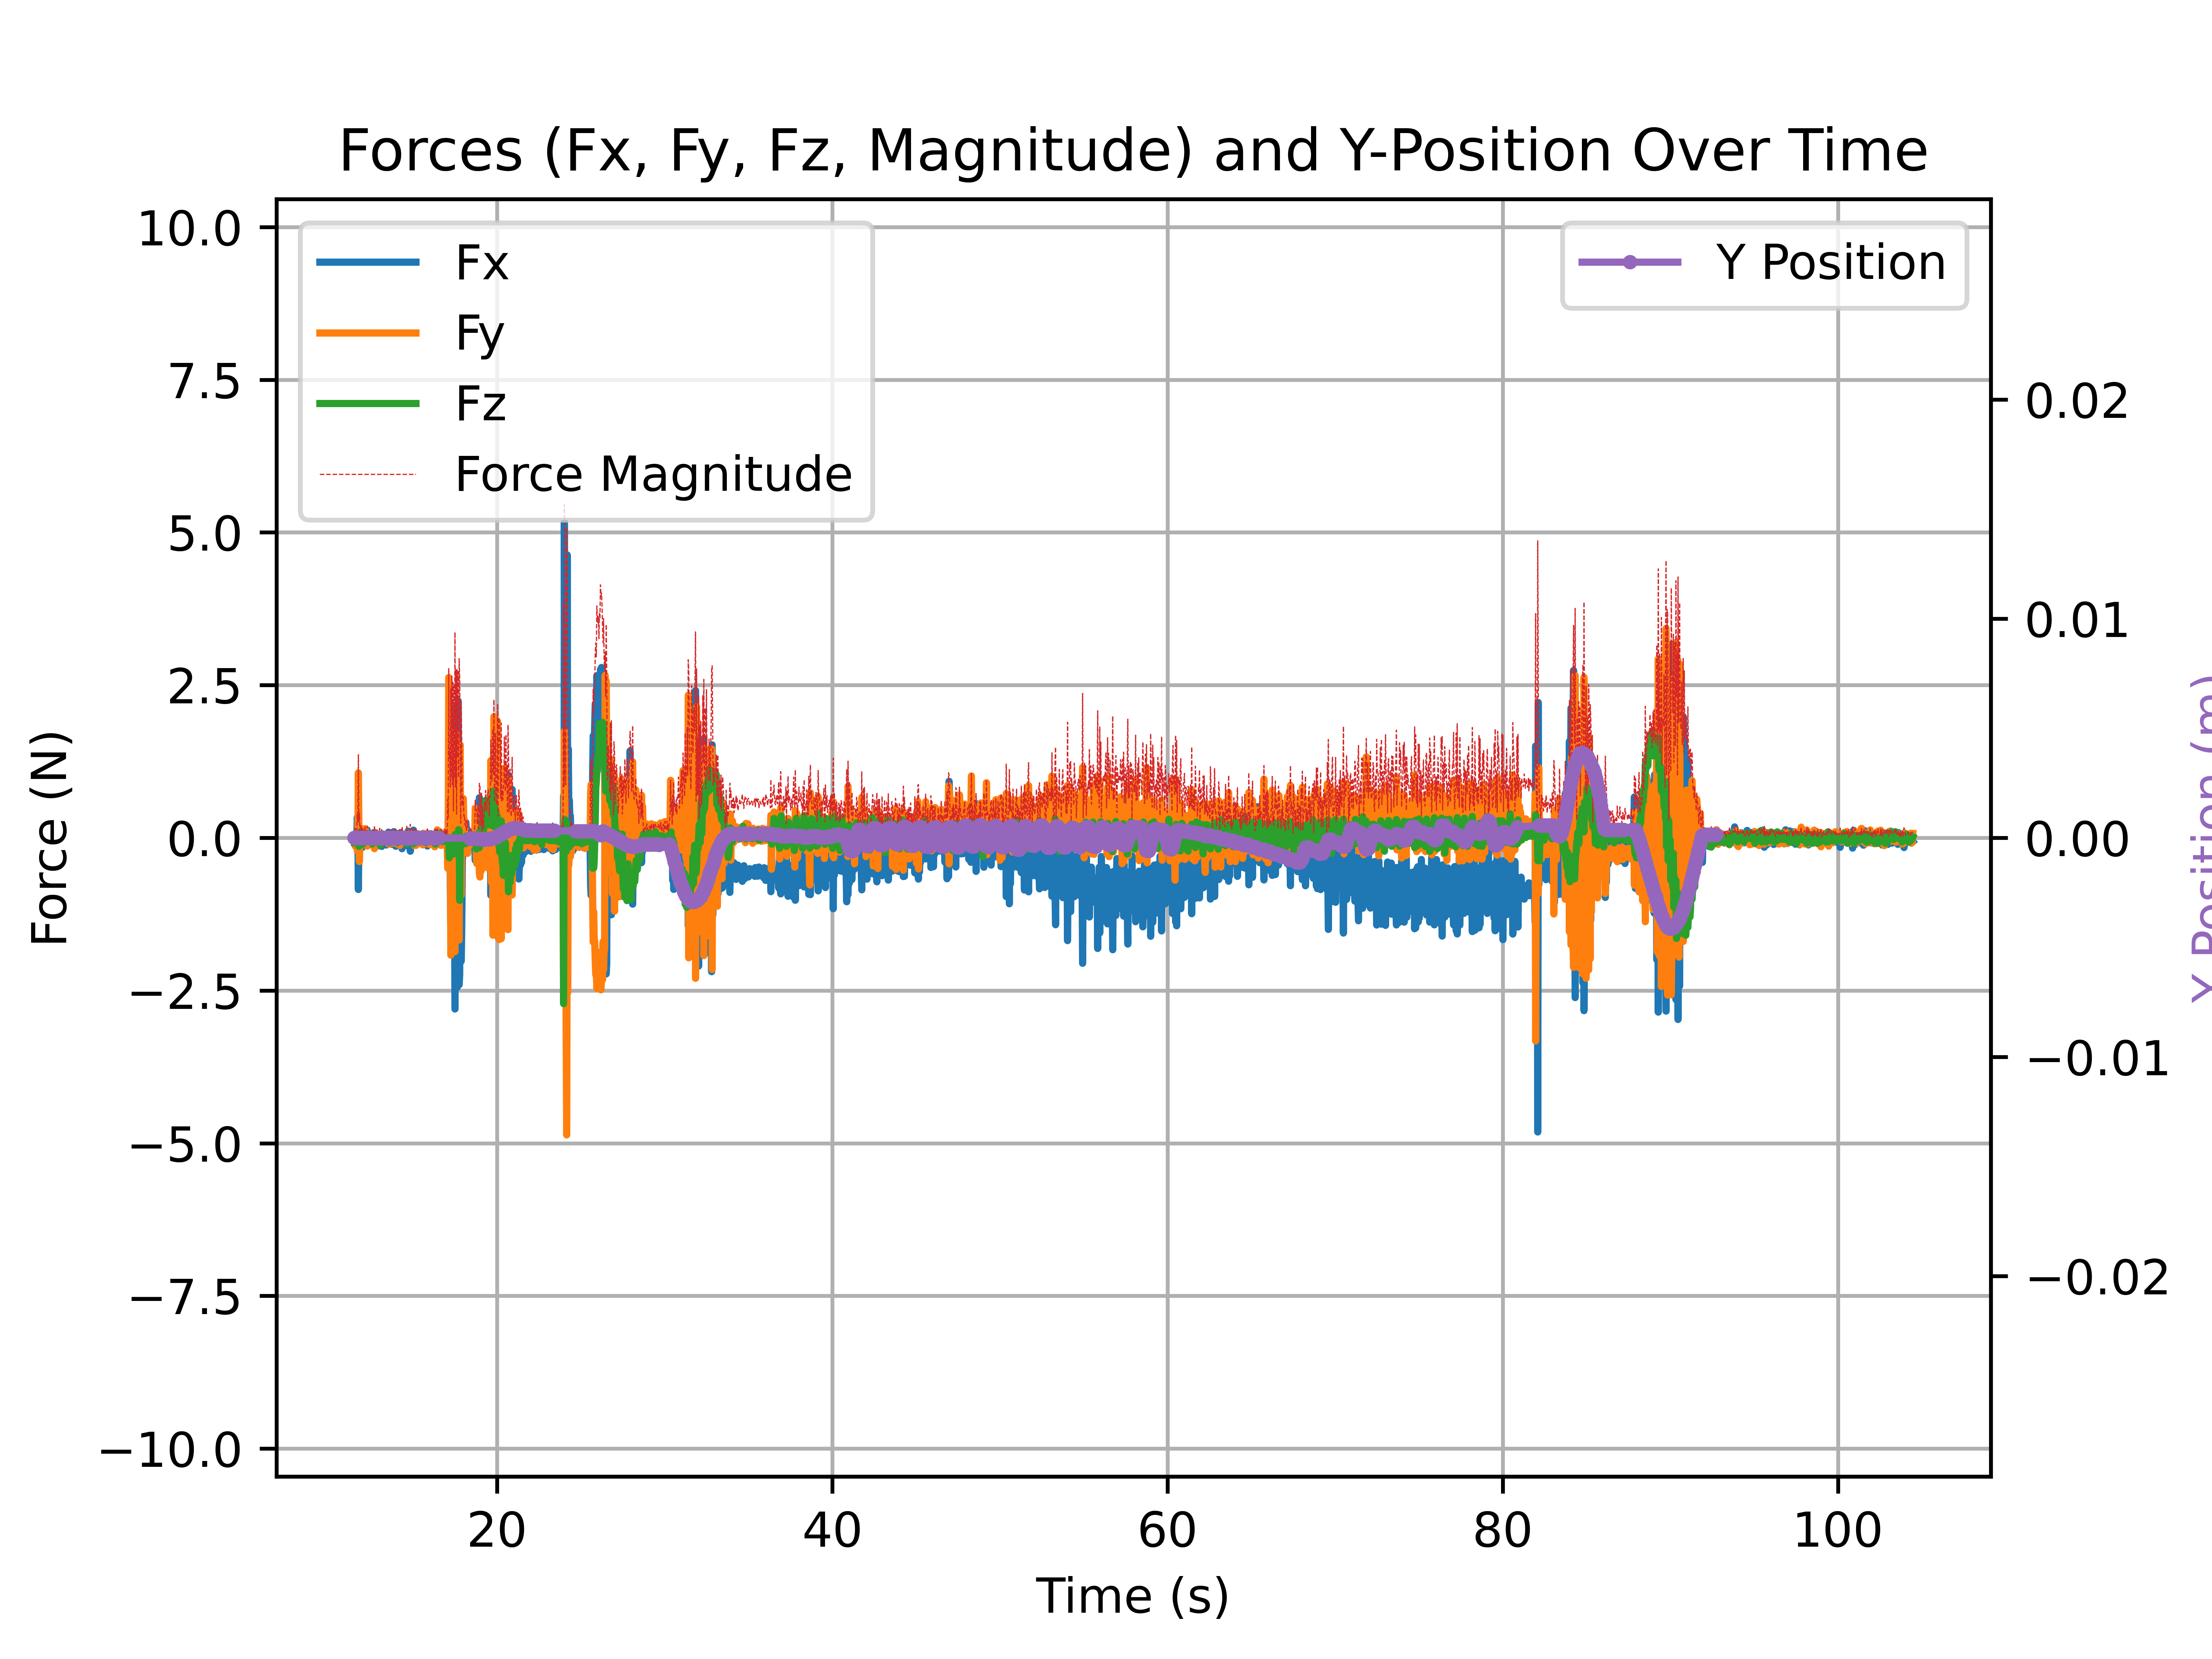 Forces (Fx, Fy, Fz, Magnitude) and Y-Position Over Time
Fx
Fy
Fz
Force Magnitude
Y Position
10.0
7.5
5.0
2.5
0.0
−2.5
−5.0
−7.5
−10.0
Force (N)
0.02
0.01
0.00
−0.01
−0.02
Y Position (m)
20
40
60
80
100
Time (s)